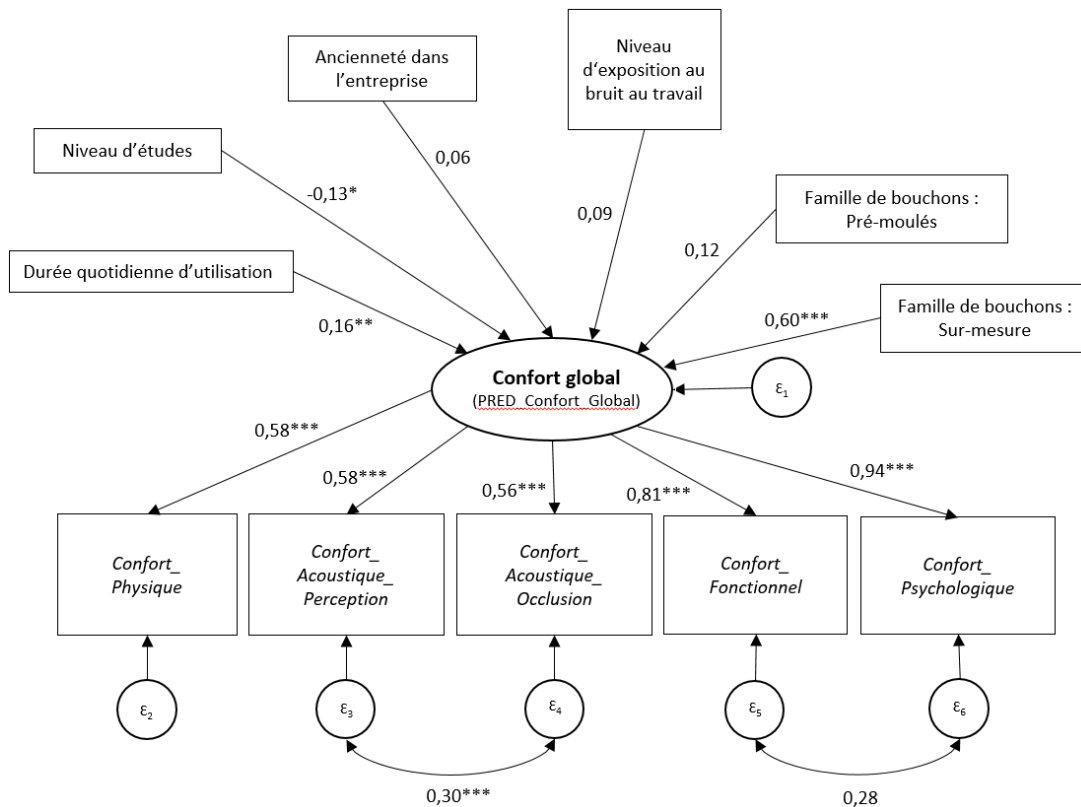 Niveau
d‘exposition au
bruit au travail
Ancienneté dans
l’entreprise
Niveau d’études
0,06
-0,13*
0,09
Famille de bouchons :
Pré-moulés
0,12
Durée quotidienne d’utilisation
0,16**
0,60***
Famille de bouchons :
Sur-mesure
Confort global
(PRED_Confort_Global)
ε1
0,58***
0,58***
0,56***
0,81***
0,94***
Confort_
Physique
Confort_
Acoustique_
Perception
Confort_
Acoustique_
Occlusion
Confort_
Fonctionnel
Confort_
Psychologique
ε2
ε3
ε4
ε5
ε6
0,30***
0,28